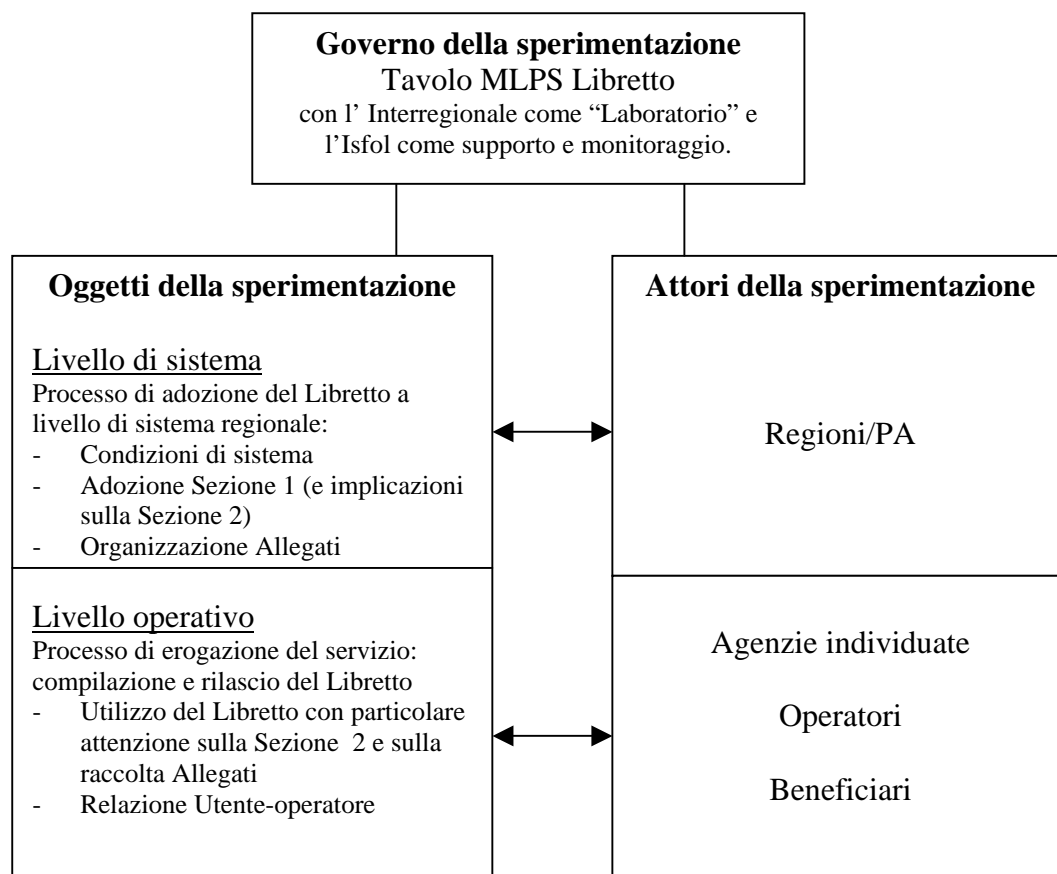 Governo della sperimentazione
Tavolo MLPS Libretto
con l’ Interregionale come “Laboratorio” e
l’Isfol come supporto e monitoraggio.
Oggetti della sperimentazione
Livello di sistema
Processo di adozione del Libretto a
livello di sistema regionale:
- Condizioni di sistema
- Adozione Sezione 1 (e implicazioni
sulla Sezione 2)
- Organizzazione Allegati
Livello operativo
Processo di erogazione del servizio:
compilazione e rilascio del Libretto
- Utilizzo del Libretto con particolare
attenzione sulla Sezione 2 e sulla
raccolta Allegati
- Relazione Utente-operatore
Attori della sperimentazione
Regioni/PA
Agenzie individuate
Operatori
Beneficiari